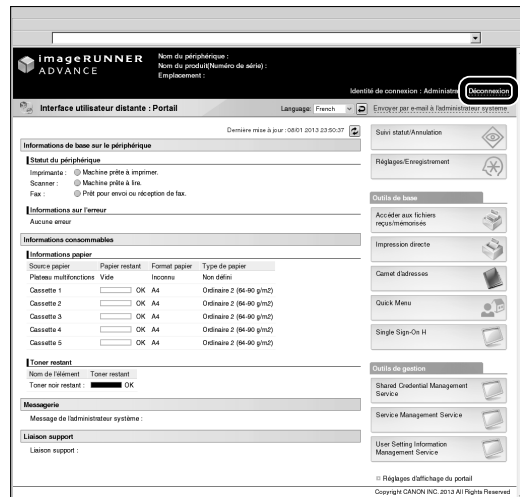 imageRUNNER
ADVANCE
Nom du périphérique :
Nom du produit(Numéro de série) :
Emplacement :
Identité de connexion : Administra
Déconnexion
Interface utilisateur distante : Portail
Language: French
Envoyer par e-mail à l'administrateur système
Dernière mise à jour : 08/01 2013 23:50:37
Informations de base sur le périphérique
Statut du périphérique
Imprimante : Machine prête à imprimer.
Scanner : Machine prête à lire.
Fax : Prêt pour envoi ou réception de fax.
Informations sur l'erreur
Aucune erreur
Informations consommables
Informations papier
Source papier Papier restant Format papier Type de papier
Plateau multifonctions Vide Inconnu Non défini
Cassette 1 OK A4 Ordinaire 2 (64-90 g/m2)
Cassette 2 OK A4 Ordinaire 2 (64-90 g/m2)
Cassette 3 OK A4 Ordinaire 2 (64-90 g/m2)
Cassette 4 OK A4 Ordinaire 2 (64-90 g/m2)
Cassette 5 OK A4 Ordinaire 2 (64-90 g/m2)
Toner restant
Nom de l'élément Toner restant
Toner noir restant : OK
Messagerie
Message de l'administrateur système :
Liaison support
Liaison support :
Suivi statut/Annulation
Réglages/Enregistrement
Outils de base
Accéder aux fichiers
reçus/mémorisés
Impression directe
Carnet d'adresses
Quick Menu
Single Sign-On H
Outils de gestion
Shared Credential Management
Service
Service Management Service
User Setting Information
Management Service
Réglages d'affichage du portail
Copyright CANON INC. 2013 All Rights Reserved